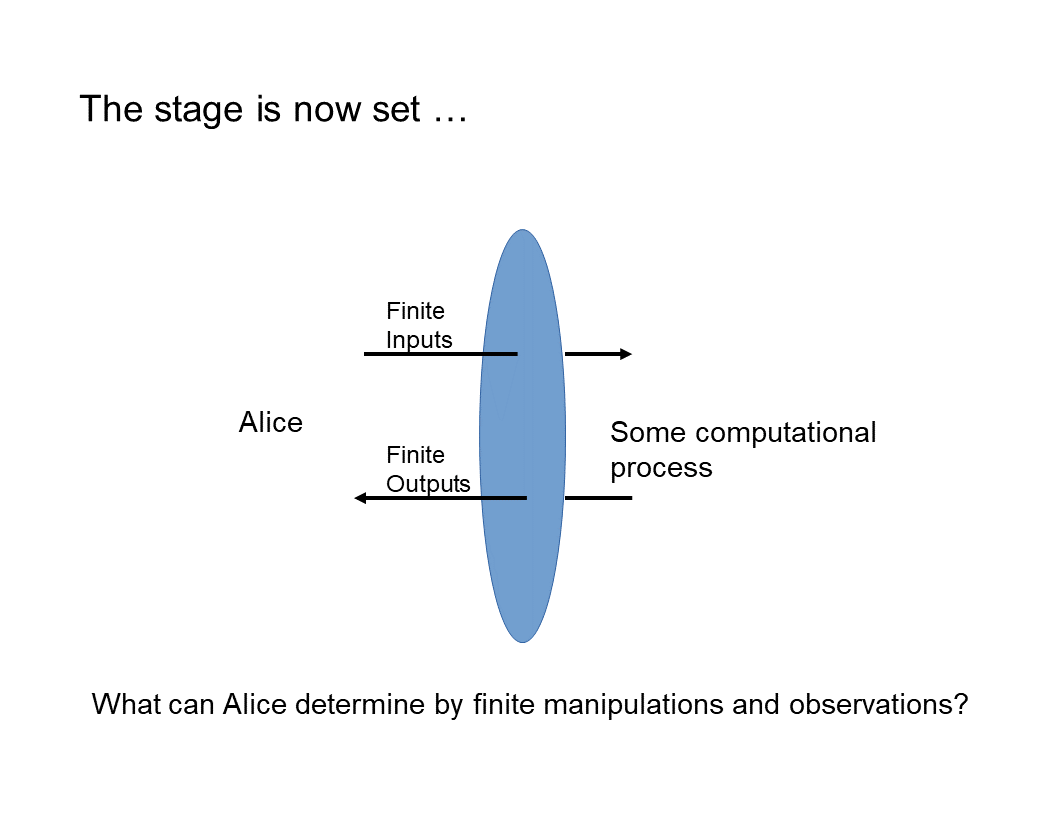 The stage is now set …
Finite
Inputs
Alice
Finite
Outputs
Some computational
process
What can Alice determine by finite manipulations and observations?